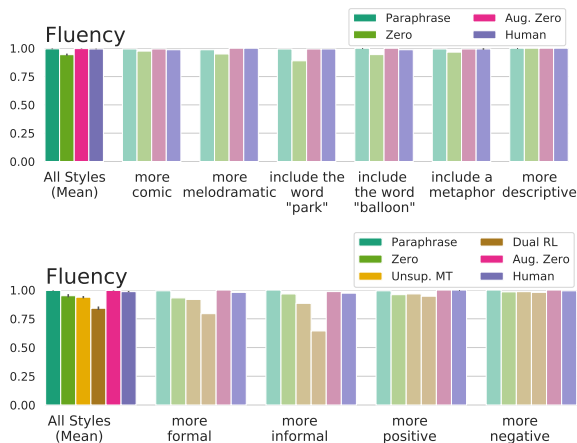 Fluency
Paraphrase
Zero
Aug. Zero
Human
1.00
0.75
0.50
0.25
0.00
All Styles
(Mean)
more
comic
more
melodramatic
include the
word
"park"
include
the word
"balloon"
include a
metaphor
more
descriptive
Fluency
Paraphrase
Zero
Unsup. MT
Dual RL
Aug. Zero
Human
1.00
0.75
0.50
0.25
0.00
All Styles
(Mean)
more
formal
more
informal
more
positive
more
negative